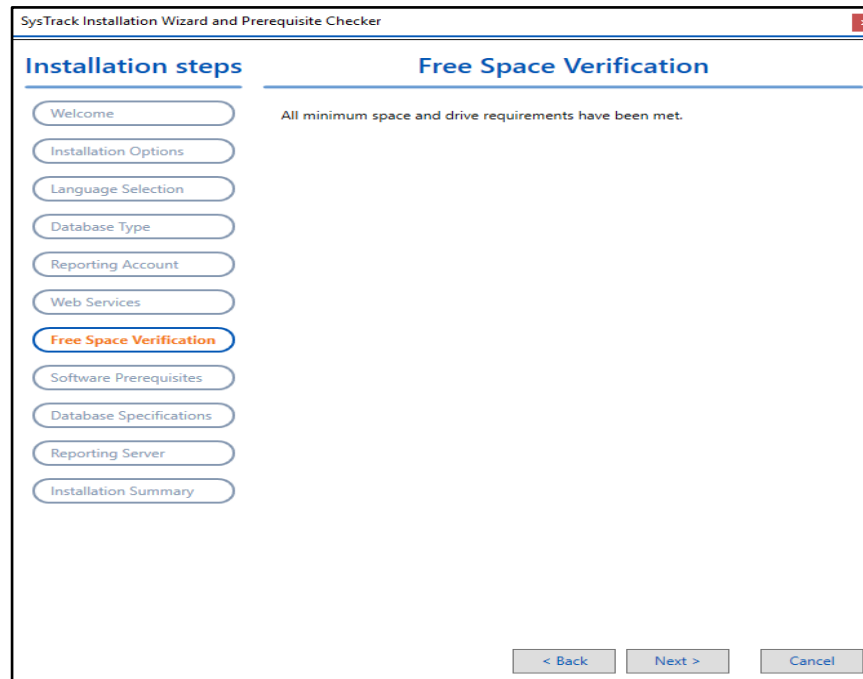 SysTrack Installation Wizard and Prerequisite Checker
Installation steps
Free Space Verification
Welcome
All minimum space and drive requirements have been met.
Installation Options
Language Selection
Database Type
Reporting Account
Web Services
Free Space Verification
Software Prerequisites
Database Specifications
Reporting Server
Installation Summary
< Back
Next >
Cancel